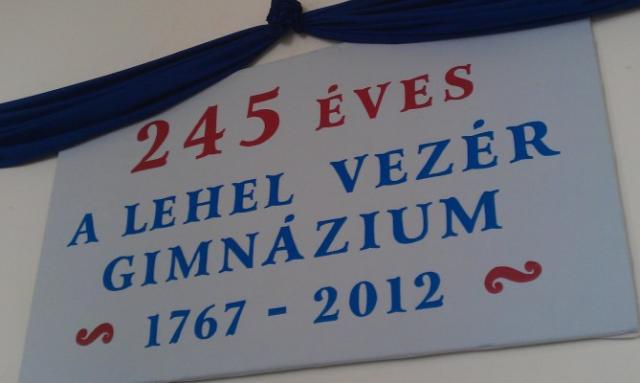 245 ÉVES
A LEHEL VEZÉR
GIMNÁZIUM
1767 - 2012